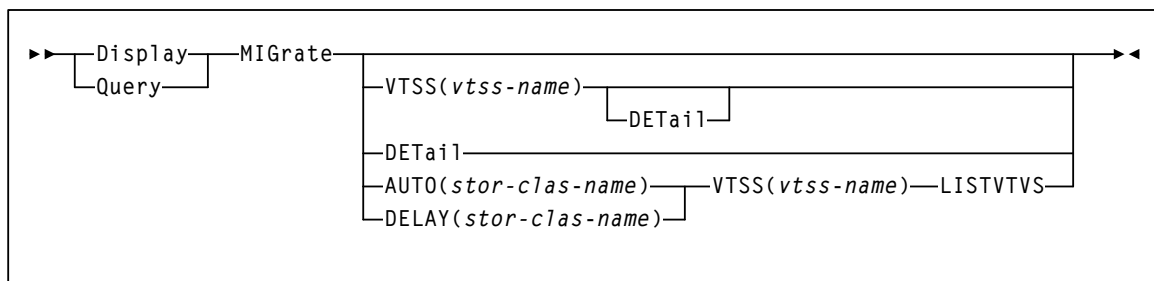 Display MIGrate
Query
VTSS(vtss-name)
DETail
DETail
AUTO(stor-clas-name) VTSS(vtss-name) LISTVTVS
DELAY(stor-clas-name)